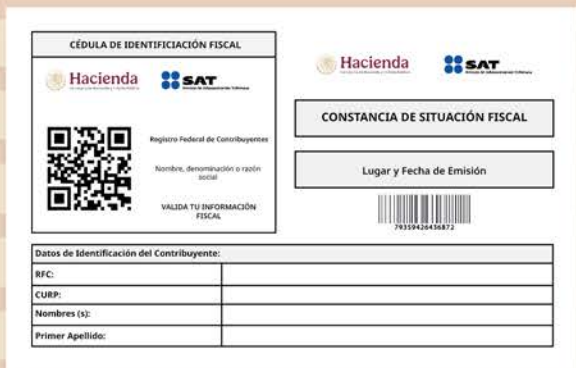 CÉDULA DE IDENTIFICIACIÓN FISCAL
Hacienda
SAT
Registro Federal de Contribuyentes
Nombre, denominación o razón
social
VALIDA TU INFORMACIÓN
FISCAL
Hacienda
SAT
CONSTANCIA DE SITUACIÓN FISCAL
Lugar y Fecha de Emisión
79359426436872
Datos de Identificación del Contribuyente:
RFC:
CURP:
Nombres (s):
Primer Apellido: